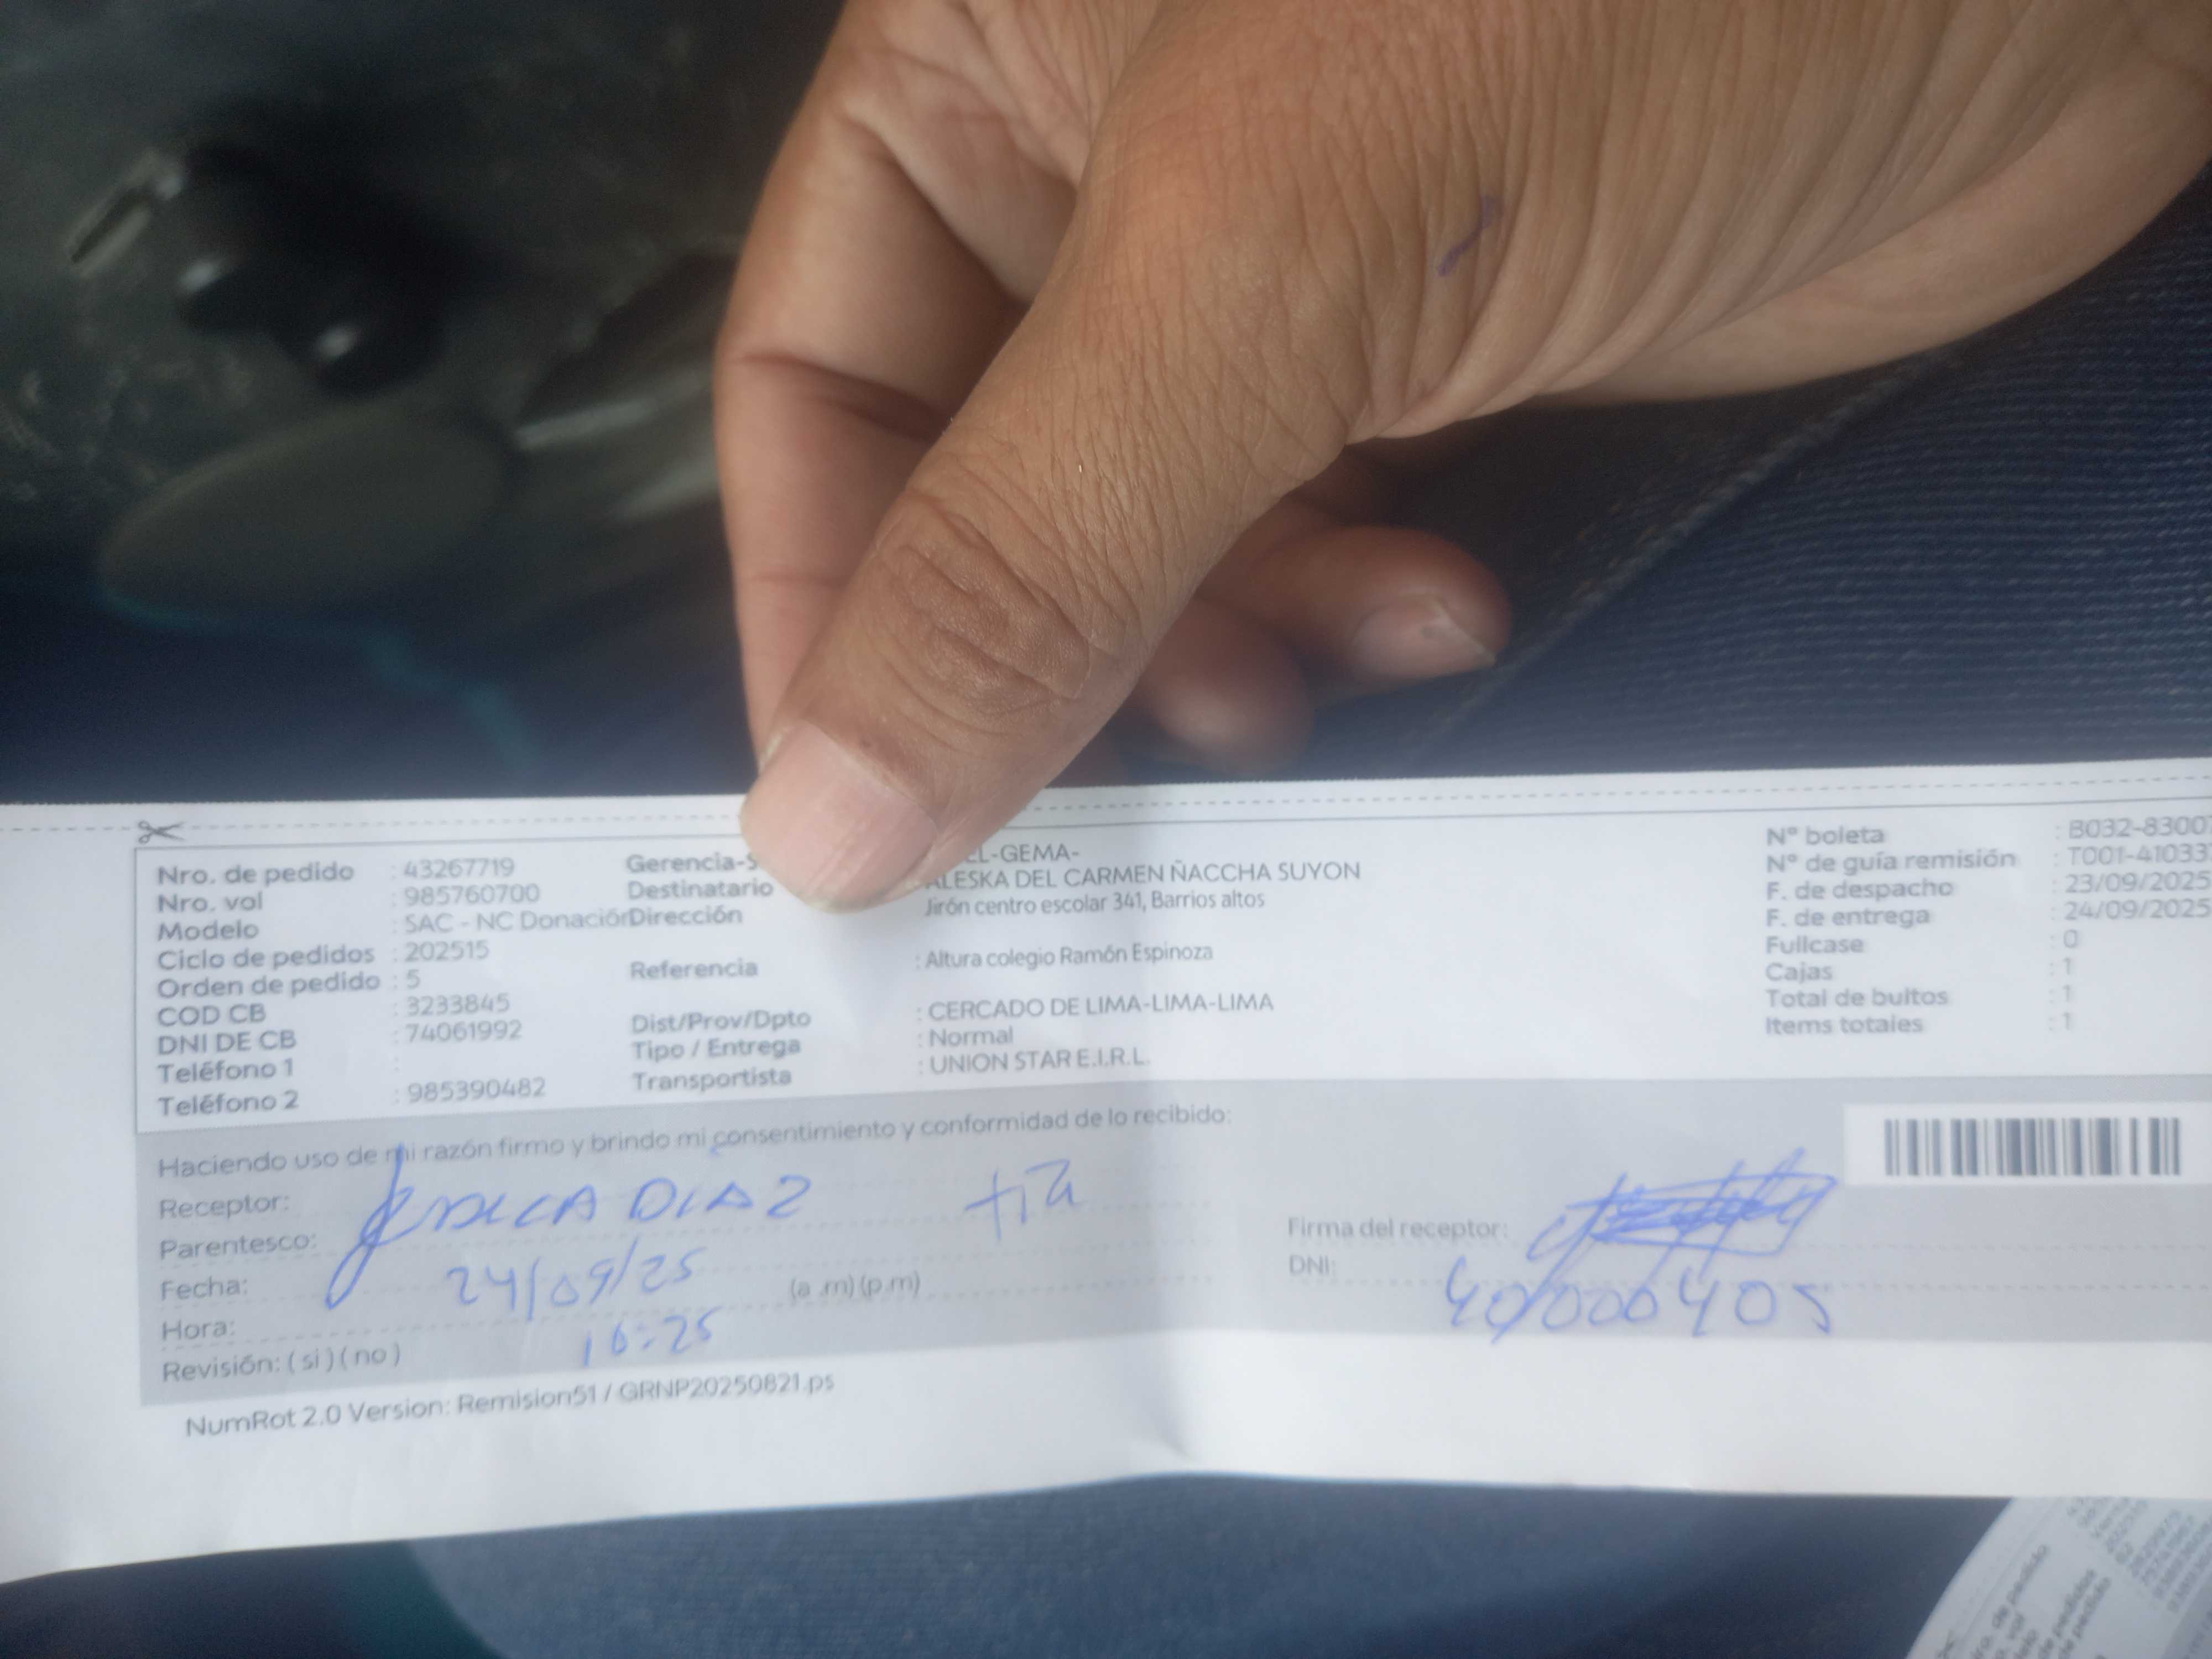 Nro. de pedido : 43267719
Nro. vol : 985760700
Modelo : SAC - NC Donación
Ciclo de pedidos : 202515
Orden de pedido : 5
COD CB : 3233845
DNI DE CB : 74061992
Teléfono 1 :
Teléfono 2 : 985390482
Gerencia-S EL-GEMA-
Destinatario ALESKA DEL CARMEN ÑACCHA SUYON
Dirección Jirón centro escolar 341, Barrios altos
Referencia : Altura colegio Ramón Espinoza
Dist/Prov/Dpto : CERCADO DE LIMA-LIMA-LIMA
Tipo / Entrega : Normal
Transportista : UNION STAR E.I.R.L.
N° boleta : B032-8300
N° de guía remisión : T001-41033
F. de despacho : 23/09/2025
F. de entrega : 24/09/2025
Fullcase : 0
Cajas : 1
Total de bultos : 1
Items totales : 1
Haciendo uso de mi razón firmo y brindo mi consentimiento y conformidad de lo recibido:
Receptor: DIAZ tia
Parentesco:
Fecha: 24/09/25 (a.m)(p.m)
Hora: 16:25
Revisión: (si)(no)
Firma del receptor:
DNI: 40000405
NumRot 2.0 Version: Remision51 / GRNP20250821.ps